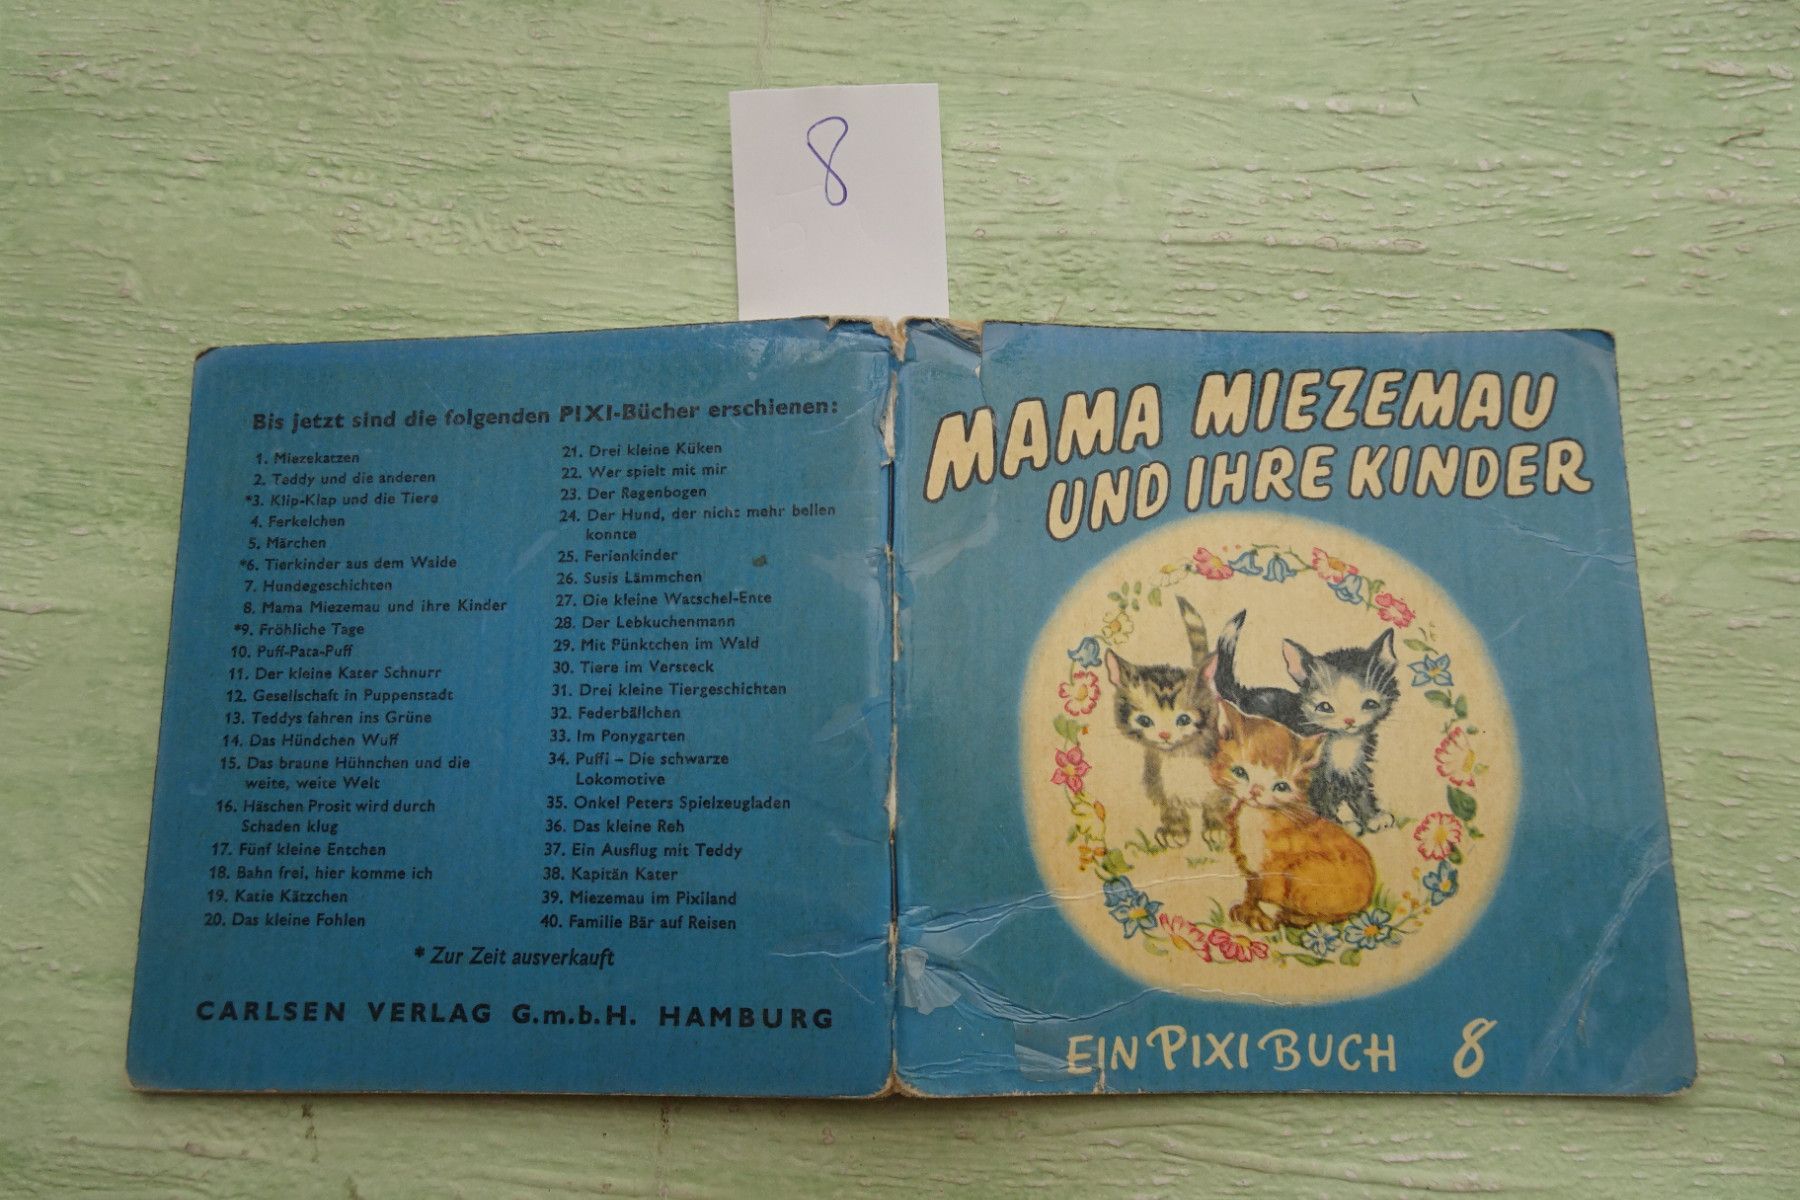 8
Bis jetzt sind die folgenden PIXI-Bücher erschienen:
1. Miezekatzen
2. Teddy und die anderen
*3. Klip-Klap und die Tiere
4. Ferkelchen
5. Märchen
*6. Tierkinder aus dem Walde
7. Hundegeschichten
8. Mama Miezemau und ihre Kinder
*9. Fröhliche Tage
10. Puff-Pata-Puff
11. Der kleine Kater Schnurr
12. Gesellschaft in Puppenstadt
13. Teddys fahren ins Grüne
14. Das Hündchen Wuff
15. Das braune Hühnchen und die
weite, weite Welt
16. Häschen Prosit wird durch
Schaden klug
17. Fünf kleine Entchen
18. Bahn frei, hier komme ich
19. Katie Kätzchen
20. Das kleine Fohlen
21. Drei kleine Küken
22. Wer spielt mit mir
23. Der Regenbogen
24. Der Hund, der nicht mehr bellen
konnte
25. Ferienkinder
26. Susis Lämmchen
27. Die kleine Watschel-Ente
28. Der Lebkuchenmann
29. Mit Pünktchen im Wald
30. Tiere im Versteck
31. Drei kleine Tiergeschichten
32. Federbällchen
33. Im Ponygarten
34. Puffi – Die schwarze
Lokomotive
35. Onkel Peters Spielzeugladen
36. Das kleine Reh
37. Ein Ausflug mit Teddy
38. Kapitän Kater
39. Miezemau im Pixiland
40. Familie Bär auf Reisen
* Zur Zeit ausverkauft
CARLSEN VERLAG G.m.b.H. HAMBURG
MAMA MIEZEMAU
UND IHRE KINDER
EIN PIXI BUCH 8